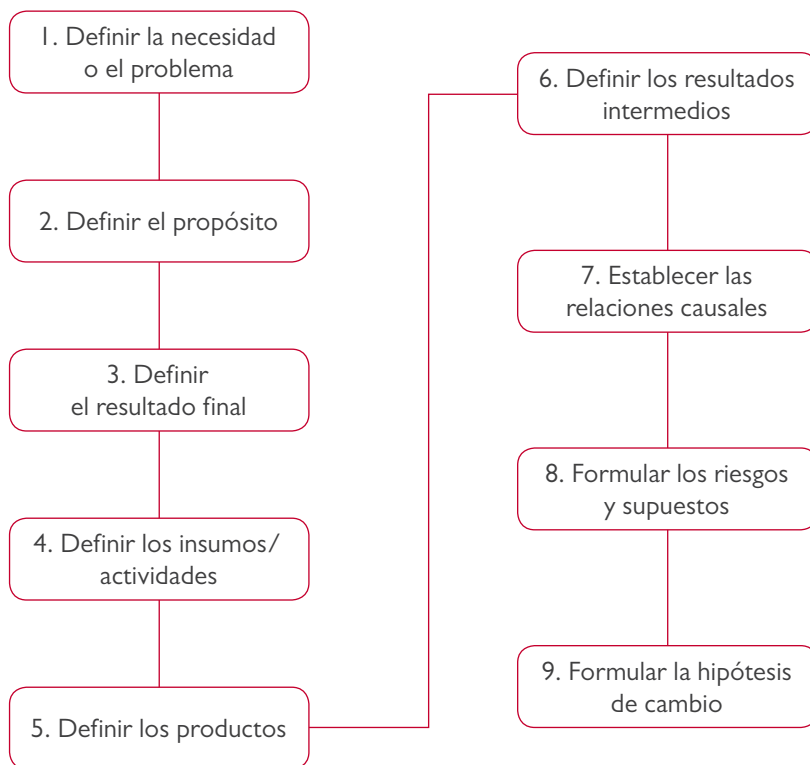 1. Definir la necesidad
o el problema
2. Definir el propósito
3. Definir
el resultado final
4. Definir los insumos/
actividades
5. Definir los productos
6. Definir los resultados
intermedios
7. Establecer las
relaciones causales
8. Formular los riesgos
y supuestos
9. Formular la hipótesis
de cambio